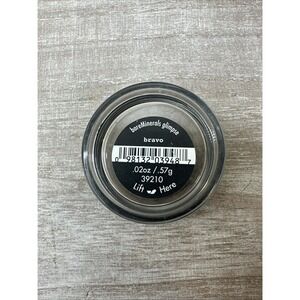 bareMinerals glimpse
bravo
0 98132 03948 7
.02oz / .57g
39210
Lift Here